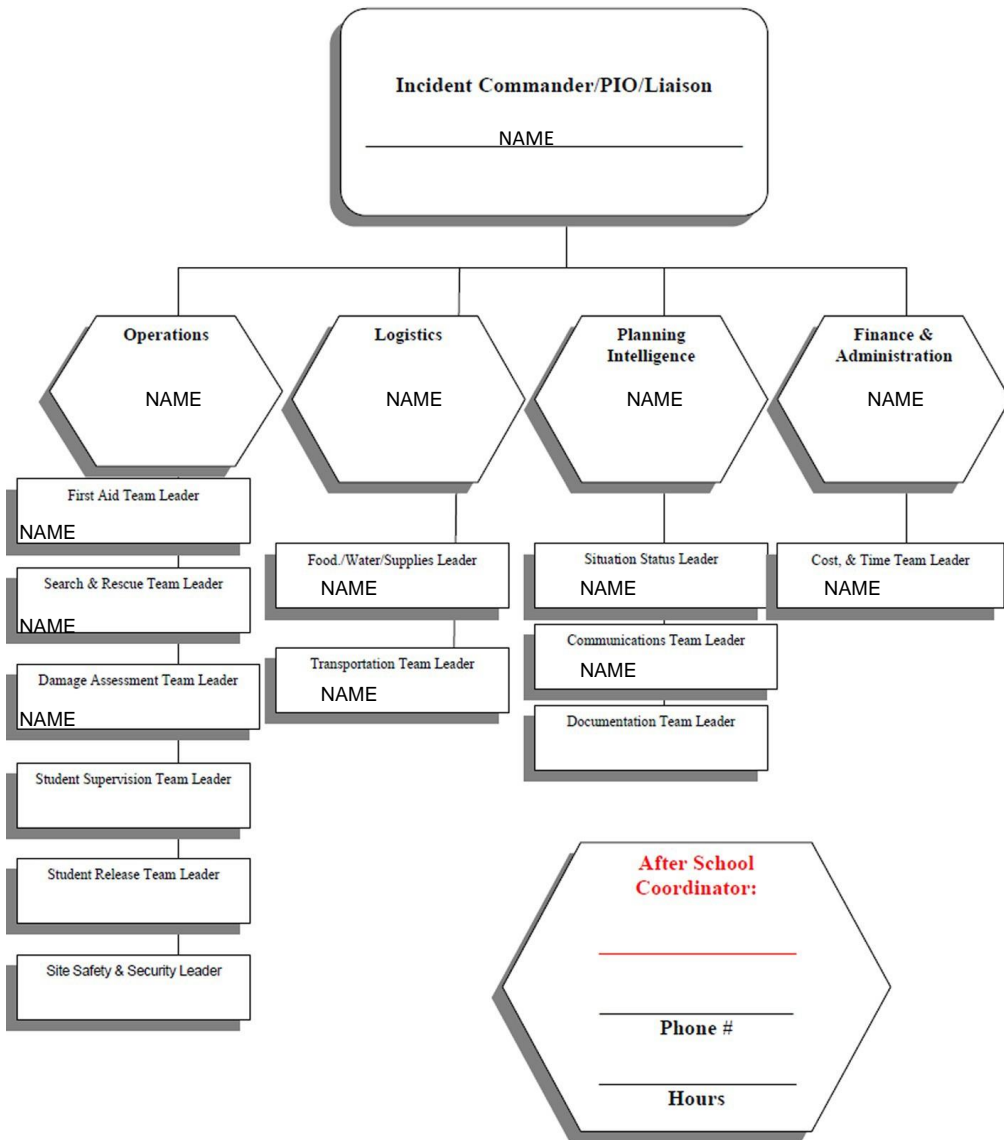 Incident Commander/PIO/Liaison
NAME
Operations
NAME
Logistics
NAME
Planning
Intelligence
NAME
Finance &
Administration
NAME
First Aid Team Leader
NAME
Search & Rescue Team Leader
NAME
Damage Assessment Team Leader
NAME
Student Supervision Team Leader
Student Release Team Leader
Site Safety & Security Leader
Food./Water/Supplies Leader
NAME
Transportation Team Leader
NAME
Situation Status Leader
NAME
Communications Team Leader
NAME
Documentation Team Leader
Cost, & Time Team Leader
NAME
After School
Coordinator:
Phone #
Hours